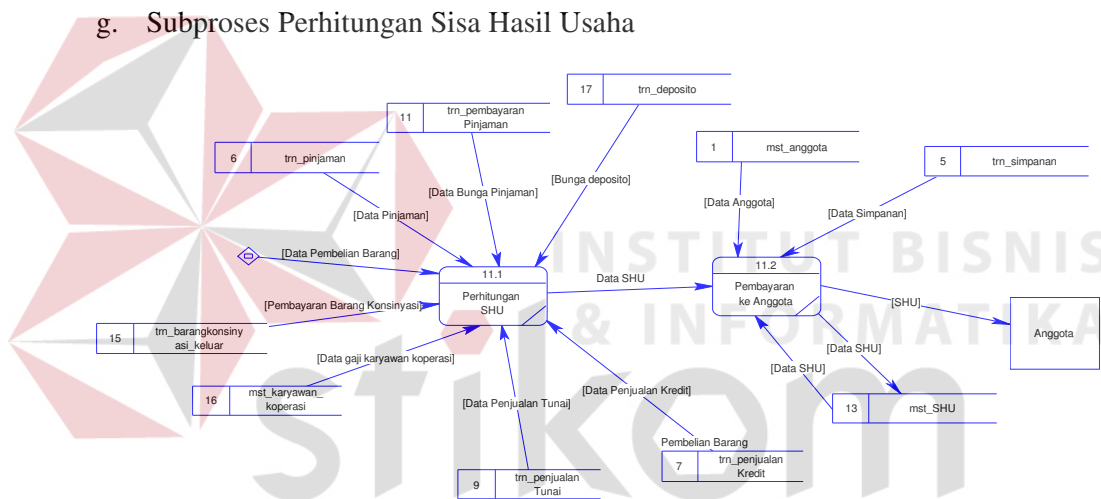 g. Subproses Perhitungan Sisa Hasil Usaha
17 trn_deposito
11 trn_pembayaran
Pinjaman
6 trn_pinjaman
1 mst_anggota
5 trn_simpanan
[Data Bunga Pinjaman]
[Bunga deposito]
[Data Anggota]
[Data Pinjaman]
[Data Simpanan]
[Data Pembelian Barang]
INSTITUT BISNIS
& INFORMATIKA
stikom
11.1
Perhitungan
SHU
Data SHU
11.2
Pembayaran
ke Anggota
[SHU]
Anggota
[Pembayaran Barang Konsinyasi]
15 trn_barangkonsiny
asi_keluar
[Data gaji karyawan koperasi]
16 mst_karyawan_
koperasi
[Data SHU]
[Data SHU]
13 mst_SHU
[Data Penjualan Tunai]
[Data Penjualan Kredit]
Pembelian Barang
7 trn_penjualan
Kredit
9 trn_penjualan
Tunai